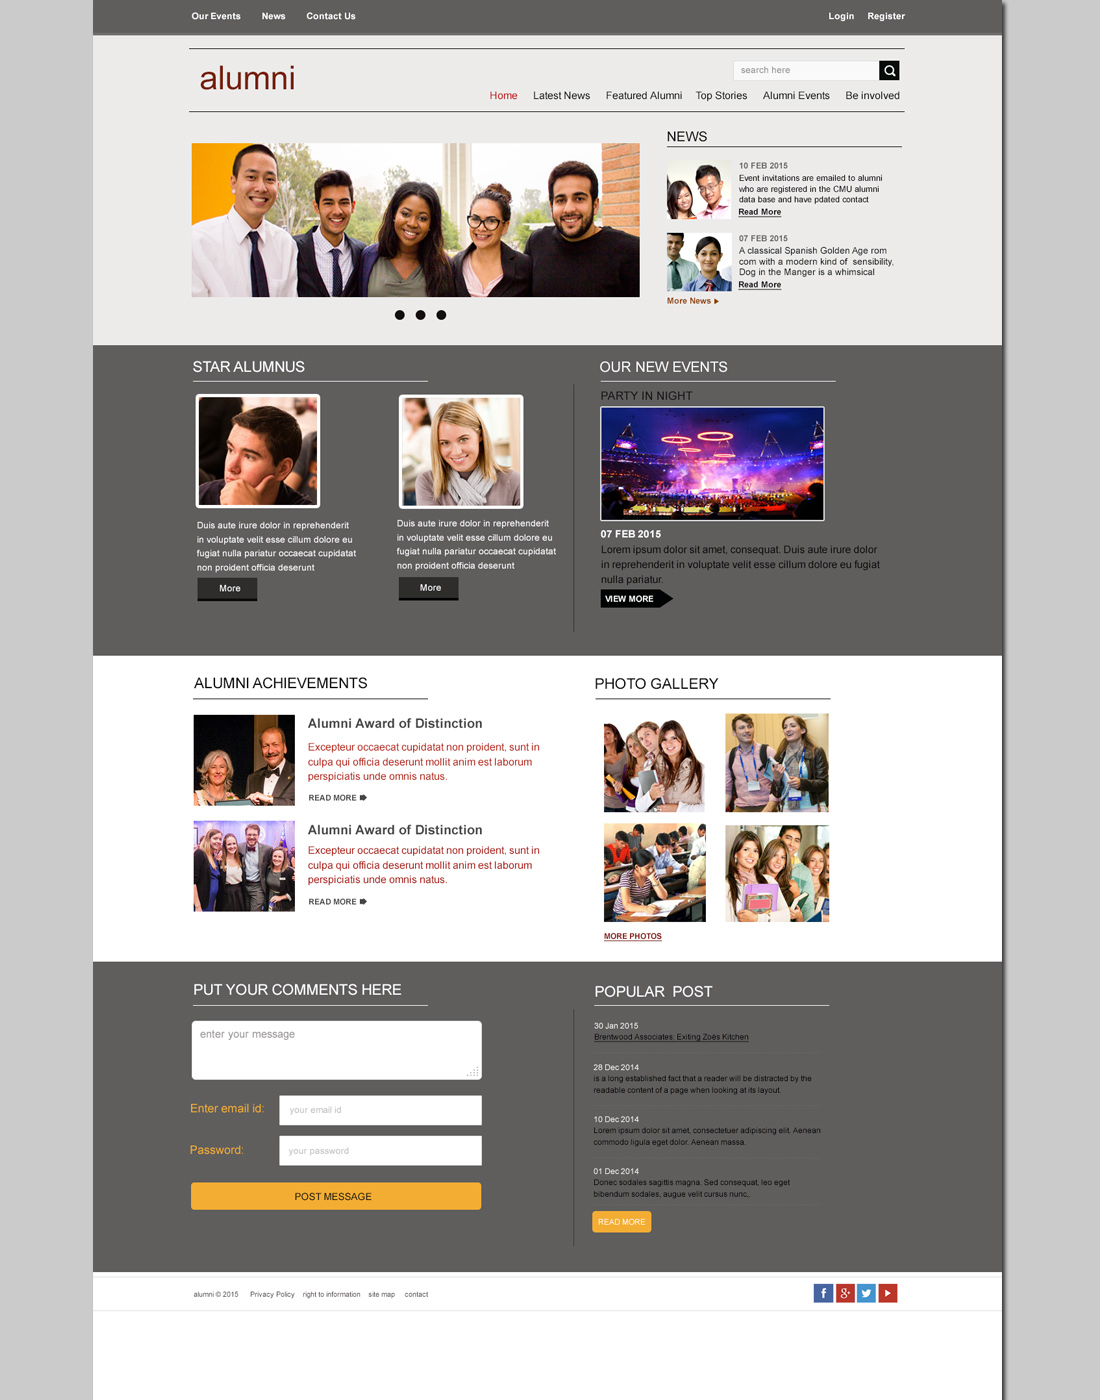 Our Events News Contact Us Login Register
alumni
search here
Home Latest News Featured Alumni Top Stories Alumni Events Be involved
NEWS
10 FEB 2015
Event invitations are emailed to alumni
who are registered in the CMU alumni
data base and have pdated contact
Read More
07 FEB 2015
A classical Spanish Golden Age rom
com with a modern kind of sensibility,
Dog in the Manger is a whimsical
Read More
More News
STAR ALUMNUS
Duis aute irure dolor in reprehenderit
in voluptate velit esse cillum dolore eu
fugiat nulla pariatur occaecat cupidatat
non proident officia deserunt
More
Duis aute irure dolor in reprehenderit
in voluptate velit esse cillum dolore eu
fugiat nulla pariatur occaecat cupidatat
non proident officia deserunt
More
OUR NEW EVENTS
PARTY IN NIGHT
07 FEB 2015
Lorem ipsum dolor sit amet, consequat. Duis aute irure dolor
in reprehenderit in voluptate velit esse cillum dolore eu fugiat
nulla pariatur.
VIEW MORE
ALUMNI ACHIEVEMENTS
Alumni Award of Distinction
Excepteur occaecat cupidatat non proident, sunt in
culpa qui officia deserunt mollit anim est laborum
perspiciatis unde omnis natus.
READ MORE
Alumni Award of Distinction
Excepteur occaecat cupidatat non proident, sunt in
culpa qui officia deserunt mollit anim est laborum
perspiciatis unde omnis natus.
READ MORE
PHOTO GALLERY
MORE PHOTOS
PUT YOUR COMMENTS HERE
enter your message
Enter email id: your email id
Password: your password
POST MESSAGE
POPULAR POST
30 Jan 2015
Brentwood Associates: Exiting Zoës Kitchen
28 Dec 2014
is a long established fact that a reader will be distracted by the
readable content of a page when looking at its layout.
10 Dec 2014
Lorem ipsum dolor sit amet, consectetuer adipiscing elit. Aenean
commodo ligula eget dolor. Aenean massa.
01 Dec 2014
Donec sodales sagittis magna. Sed consequat, leo eget
bibendum sodales, augue velit cursus nunc,
READ MORE
alumni © 2015 Privacy Policy right to information site map contact